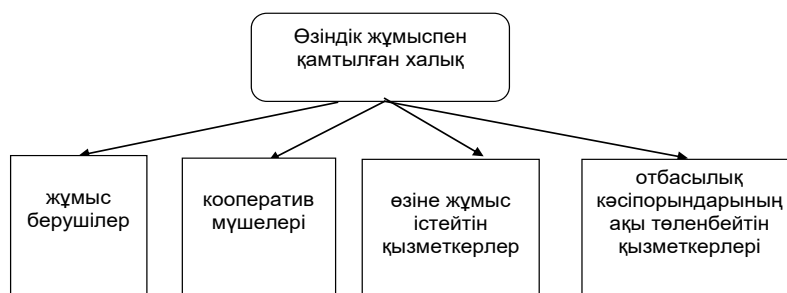 Өзіндік жұмыспен
қамтылған халық
жұмыс
берушілер
кооператив
мүшелері
өзіне жұмыс
істейтін
қызметкерлер
отбасылық
кәсіпорындарының
ақы төленбейтін
қызметкерлері